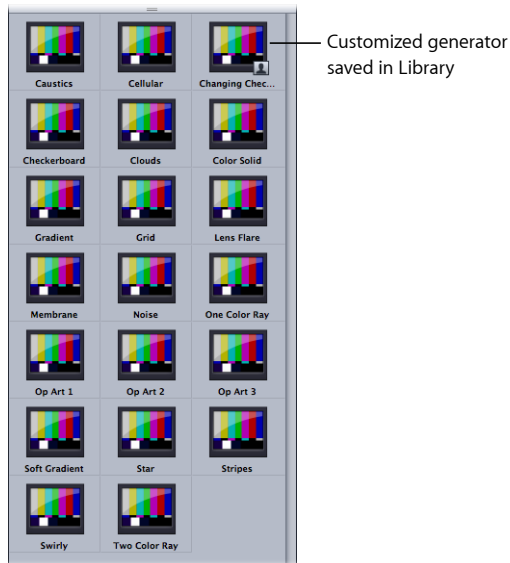 Customized generator
saved in Library
Caustics
Cellular
Changing Chec...
Checkerboard
Clouds
Color Solid
Gradient
Grid
Lens Flare
Membrane
Noise
One Color Ray
Op Art 1
Op Art 2
Op Art 3
Soft Gradient
Star
Stripes
Swirly
Two Color Ray